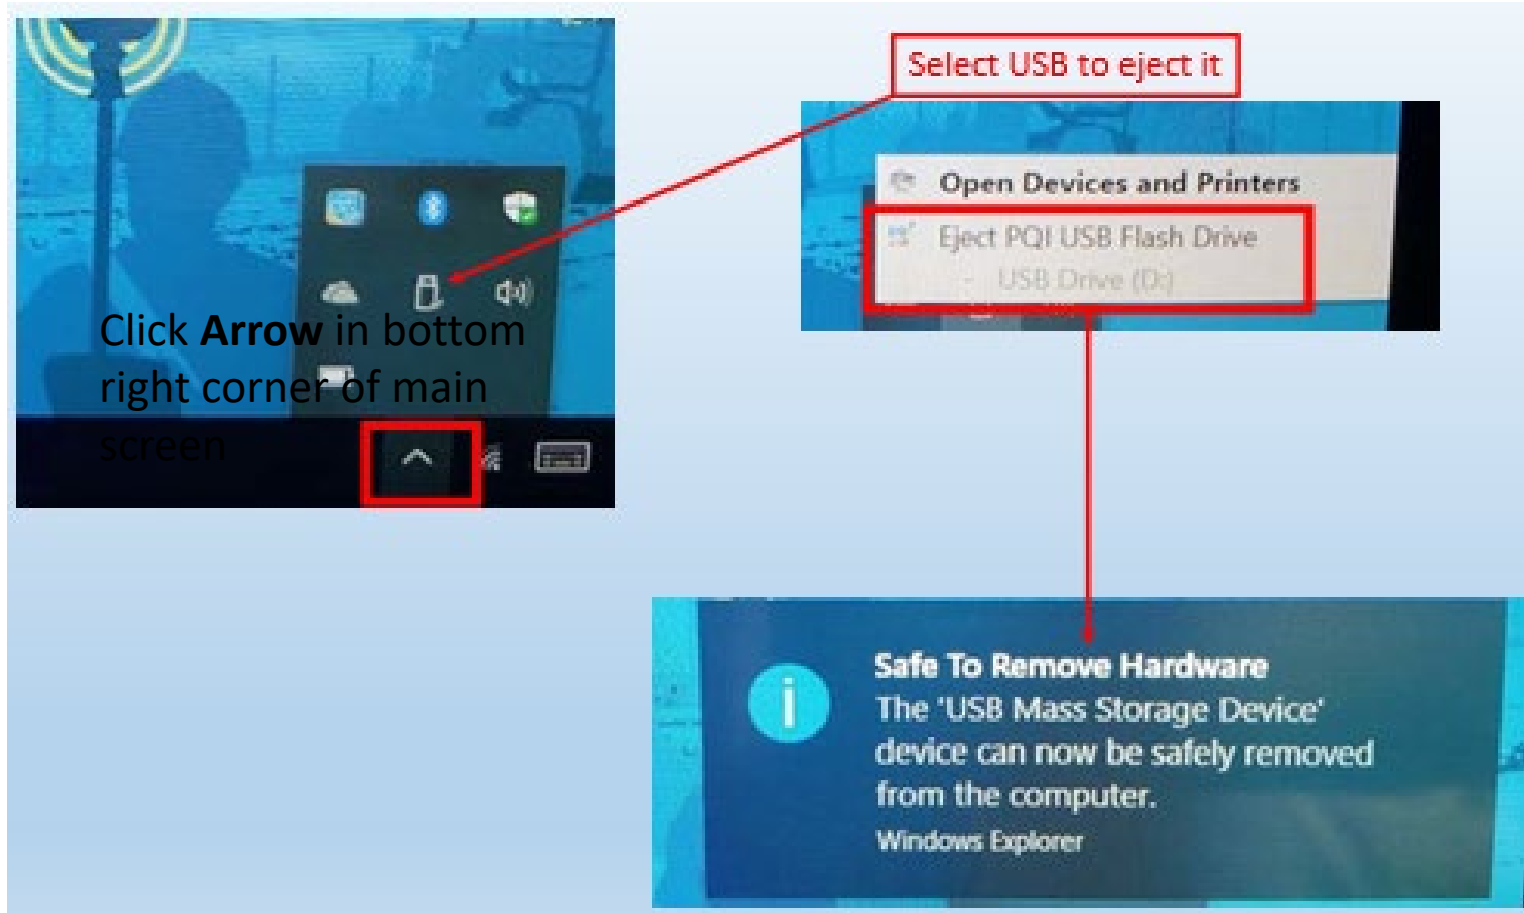 Select USB to eject it
Open Devices and Printers
Eject PQI USB Flash Drive
- USB Drive (D:)
Click Arrow in bottom
right corner of main
screen
Safe To Remove Hardware
The 'USB Mass Storage Device'
device can now be safely removed
from the computer.
Windows Explorer